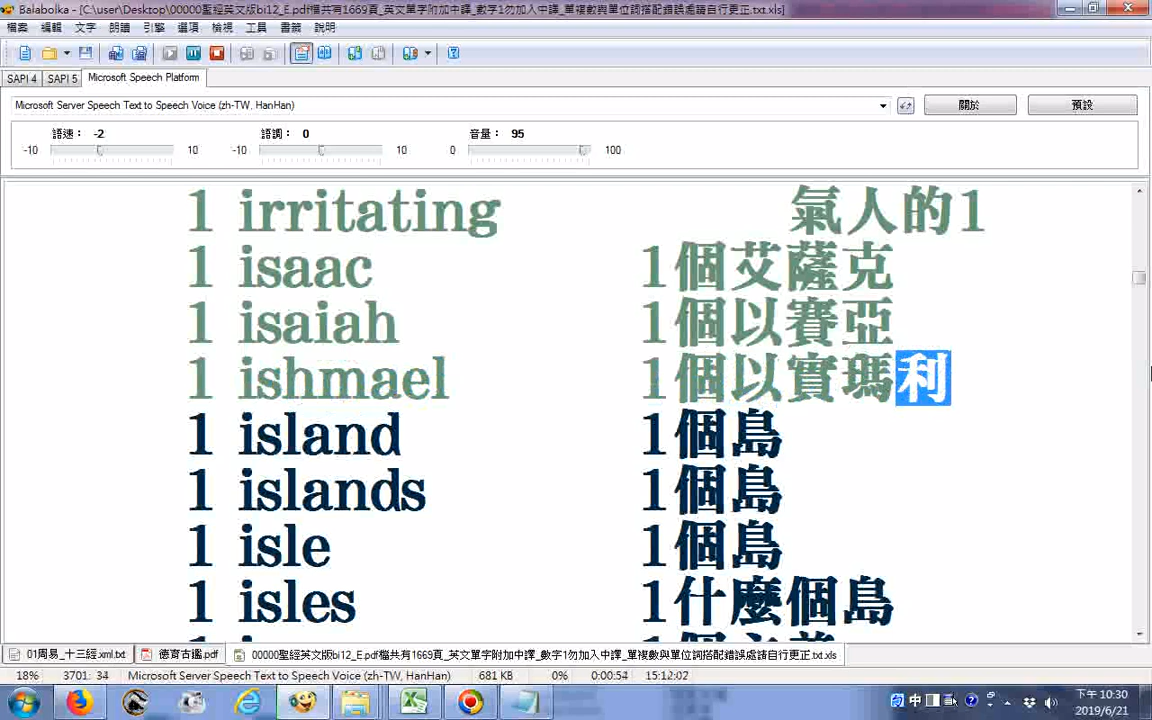 Balabolka - [C:\user\Desktop\00000聖經英文版bi12_E.pdf檔共有1669頁_英文單字附加中譯_數字1勿加入中譯_單複數與單位詞搭配錯誤處請自行更正.txt.xls]
檔案 編輯 文字 朗讀 引擎 選項 檢視 工具 書籤 說明
SAPI 4 SAPI 5 Microsoft Speech Platform
Microsoft Server Speech Text to Speech Voice (zh-TW, HanHan) 關於 預設
語速： -2 語調： 0 音量： 95
-10 10 -10 10 0 100
1 irritating 氣人的1
1 isaac 1個艾薩克
1 isaiah 1個以賽亞
1 ishmael 1個以實瑪利
1 island 1個島
1 islands 1個島
1 isle 1個島
1 isles 1什麼個島
01周易_十三經.xml.txt 德育古鑑.pdf 00000聖經英文版bi12_E.pdf檔共有1669頁_英文單字附加中譯_數字1勿加入中譯_單複數與單位詞搭配錯誤處請自行更正.txt.xls
18% 3701: 34 Microsoft Server Speech Text to Speech Voice (zh-TW, HanHan) 681 KB 0% 0:00:54 15:12:02
中 下午 10:30
2019/6/21